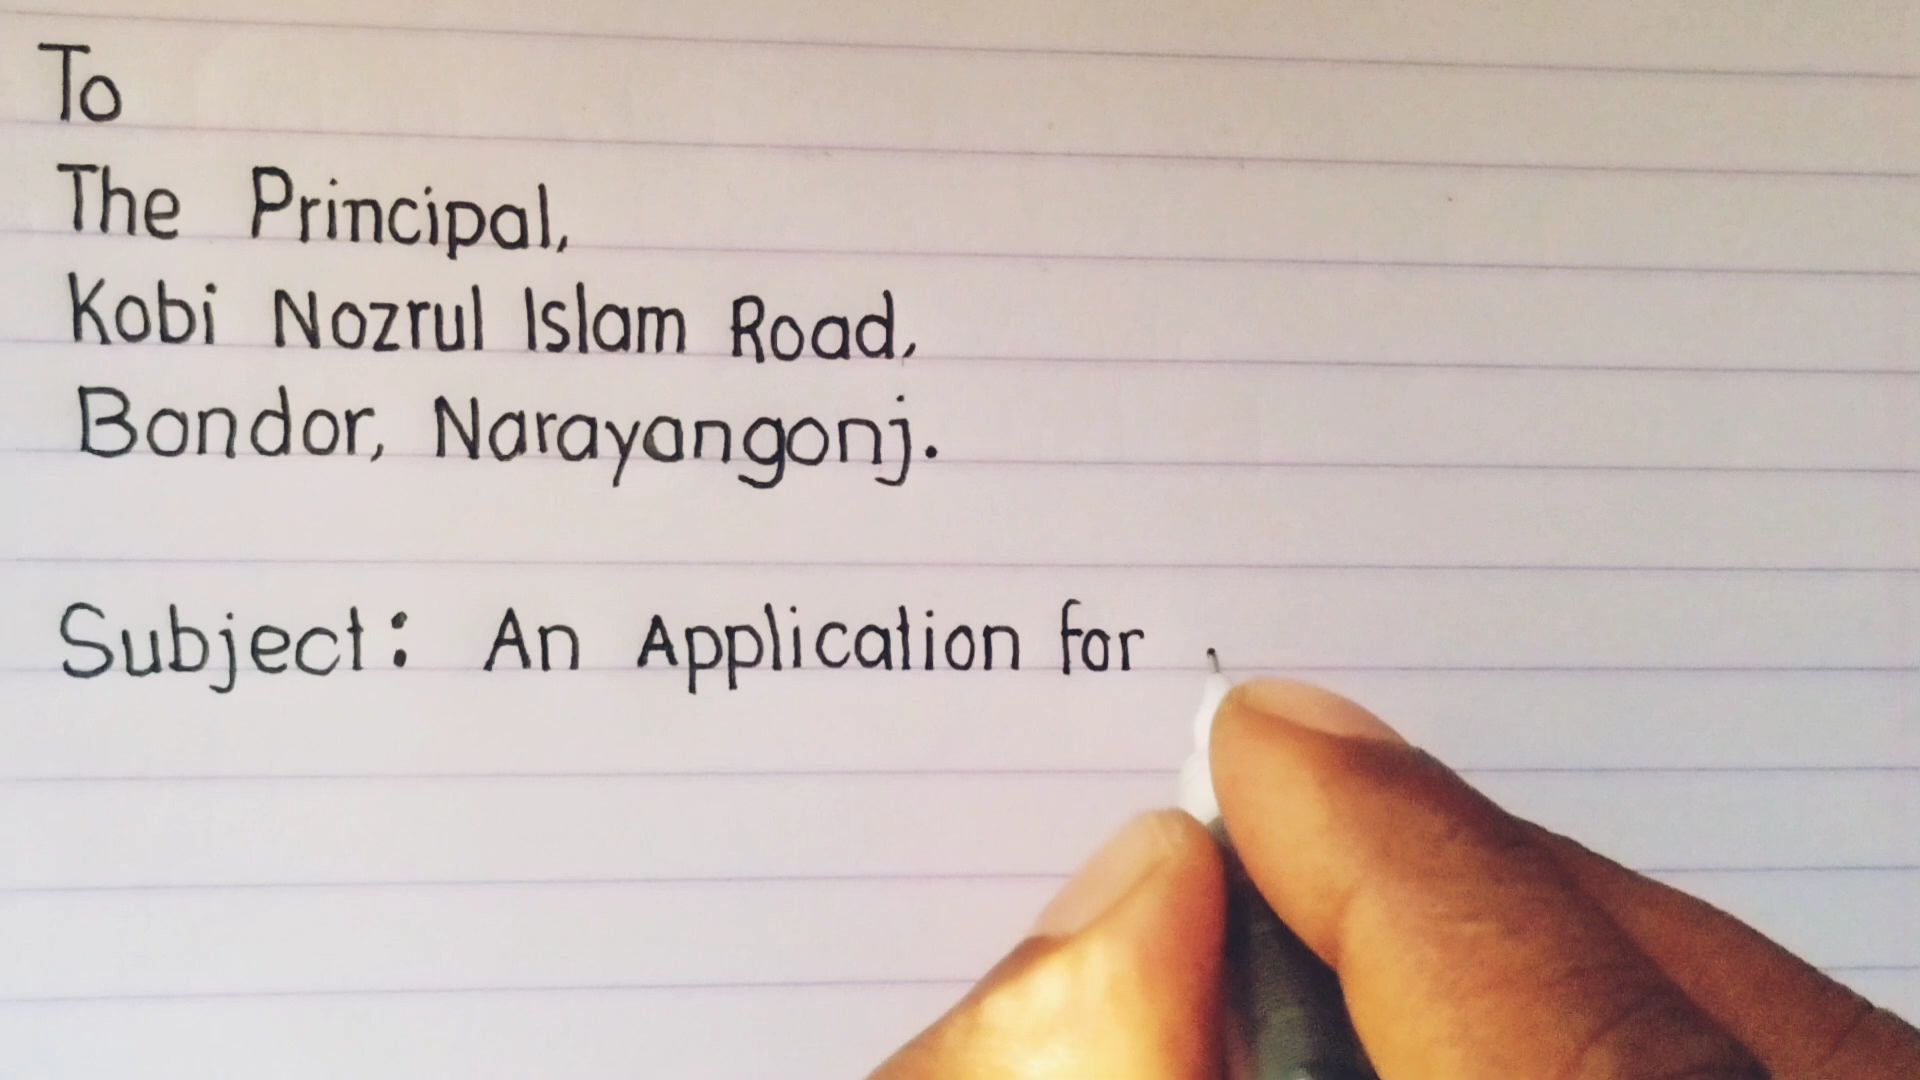 To
The Principal,
Kobi Nozrul Islam Road,
Bondor, Narayangonj.
Subject: An Application for